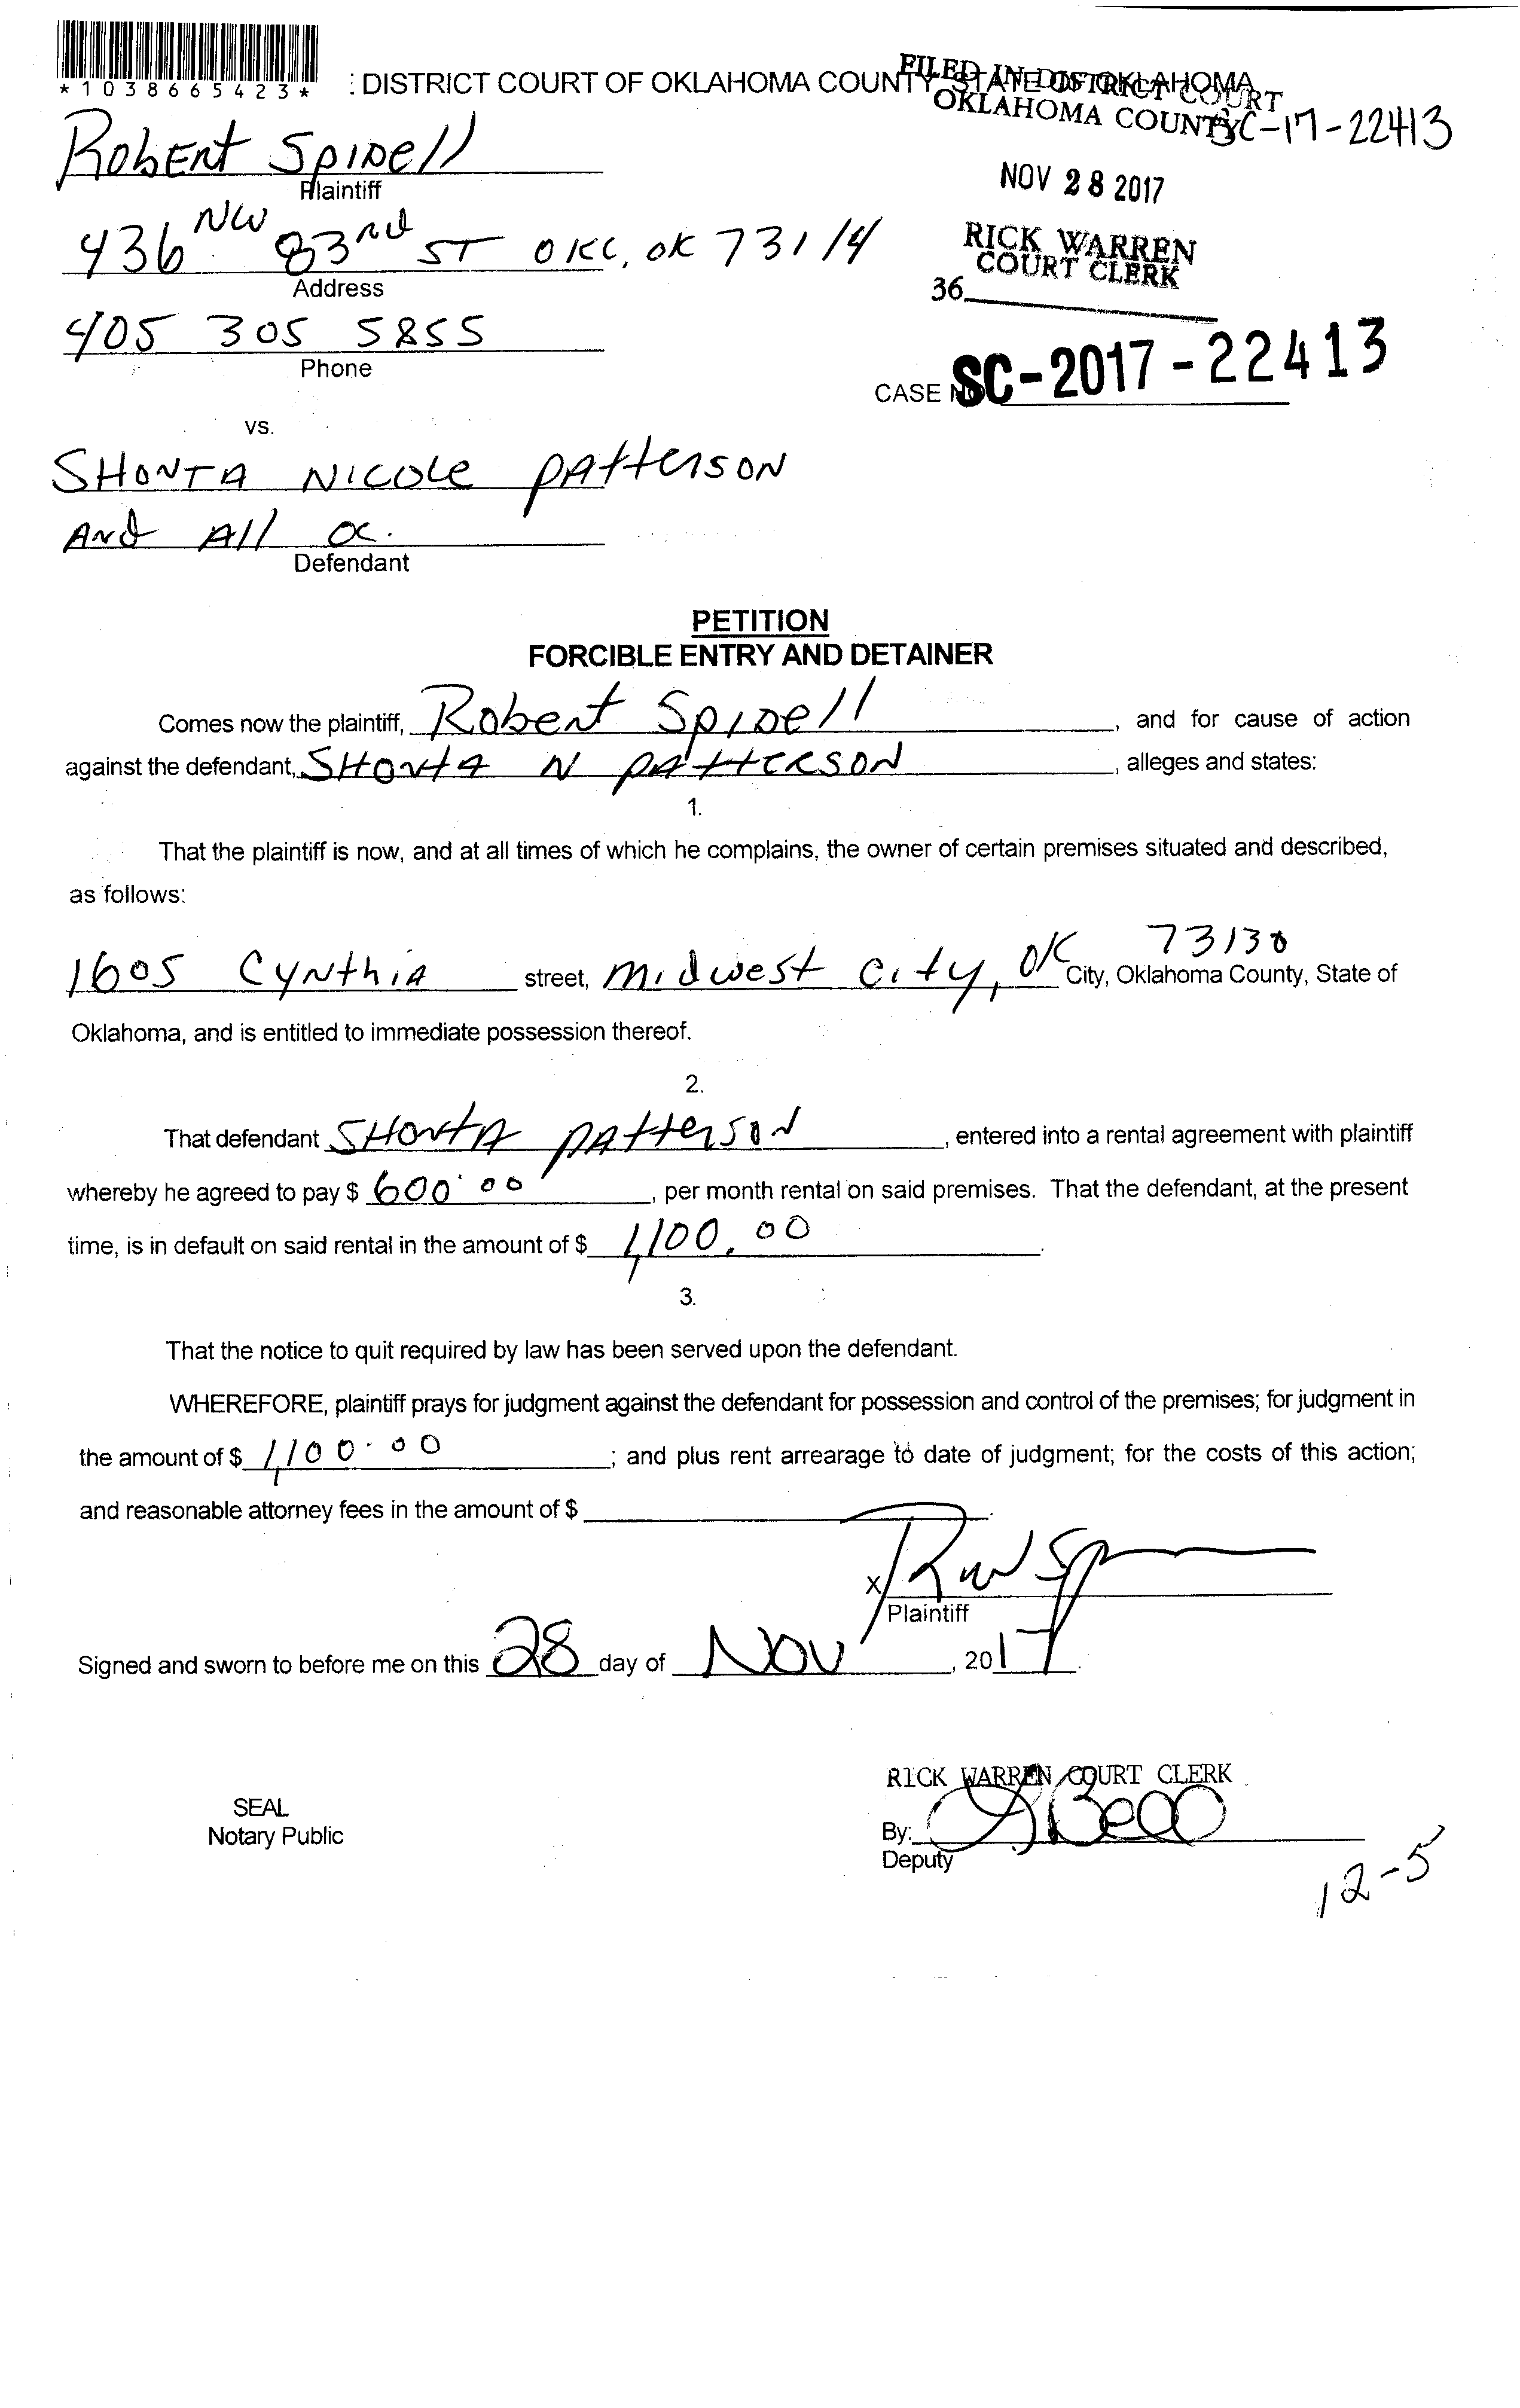 *1038665423*
: DISTRICT COURT OF OKLAHOMA COUNTY STATE OF OKLAHOMA
FILED IN DISTRICT COURT
OKLAHOMA COUNTY
SC-17-22413
Robert Spidell
Plaintiff
NOV 28 2017
436 NW 83rd ST OKC, OK 73114
Address
RICK WARREN
COURT CLERK
36
405 305 5855
Phone
CASE NO. SC-2017-22413
vs.
SHONTA NICOLE PATTERSON
And All
Defendant
PETITION
FORCIBLE ENTRY AND DETAINER
Comes now the plaintiff, Robert Spidell, and for cause of action
against the defendant, SHONTA N PATTERSON, alleges and states:
1.
That the plaintiff is now, and at all times of which he complains, the owner of certain premises situated and described,
as follows:
73130
1605 Cynthia street, Midwest City, OK City, Oklahoma County, State of
Oklahoma, and is entitled to immediate possession thereof.
2.
That defendant SHONTA PATTERSON, entered into a rental agreement with plaintiff
whereby he agreed to pay $ 600.00, per month rental on said premises. That the defendant, at the present
time, is in default on said rental in the amount of $ 1,100.00.
3.
That the notice to quit required by law has been served upon the defendant.
WHEREFORE, plaintiff prays for judgment against the defendant for possession and control of the premises; for judgment in
the amount of $ 1,100.00; and plus rent arrearage to date of judgment; for the costs of this action;
and reasonable attorney fees in the amount of $.
X
Plaintiff
Signed and sworn to before me on this 28 day of Nov, 2017.
RICK WARREN COURT CLERK
SEAL
Notary Public
By:
Deputy
12-5